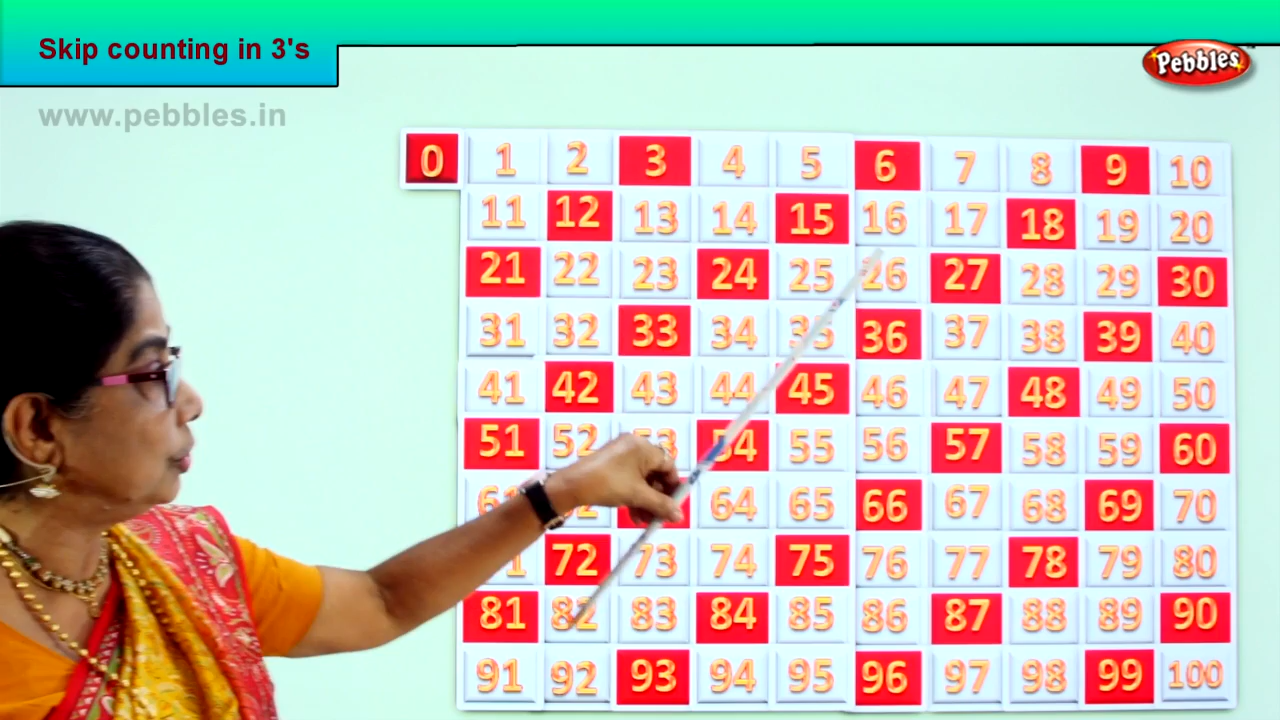 Skip counting in 3's
Pebbles
www.pebbles.in
0 1 2 3 4 5 6 7 8 9 10
11 12 13 14 15 16 17 18 19 20
21 22 23 24 25 26 27 28 29 30
31 32 33 34 35 36 37 38 39 40
41 42 43 44 45 46 47 48 49 50
51 52 53 54 55 56 57 58 59 60
64 65 66 67 68 69 70
72 73 74 75 76 77 78 79 80
81 82 83 84 85 86 87 88 89 90
91 92 93 94 95 96 97 98 99 100